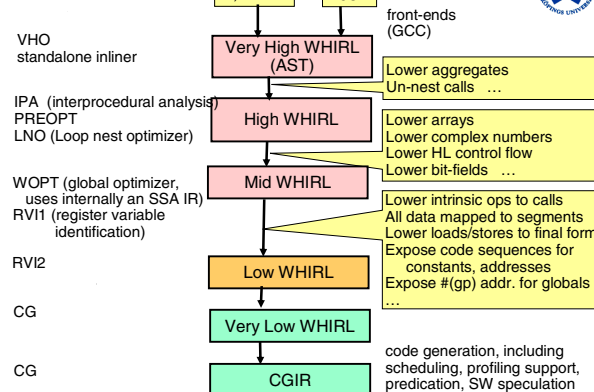 front-ends
(GCC)
VHO
standalone inliner
Very High WHIRL
(AST)
Lower aggregates
Un-nest calls …
IPA (interprocedural analysis)
PREOPT
LNO (Loop nest optimizer)
High WHIRL
Lower arrays
Lower complex numbers
Lower HL control flow
Lower bit-fields …
WOPT (global optimizer,
uses internally an SSA IR)
RVI1 (register variable
identification)
Mid WHIRL
Lower intrinsic ops to calls
All data mapped to segments
Lower loads/stores to final form
Expose code sequences for
constants, addresses
Expose #(gp) addr. for globals
…
RVI2
Low WHIRL
CG
Very Low WHIRL
CG
CGIR
code generation, including
scheduling, profiling support,
predication, SW speculation